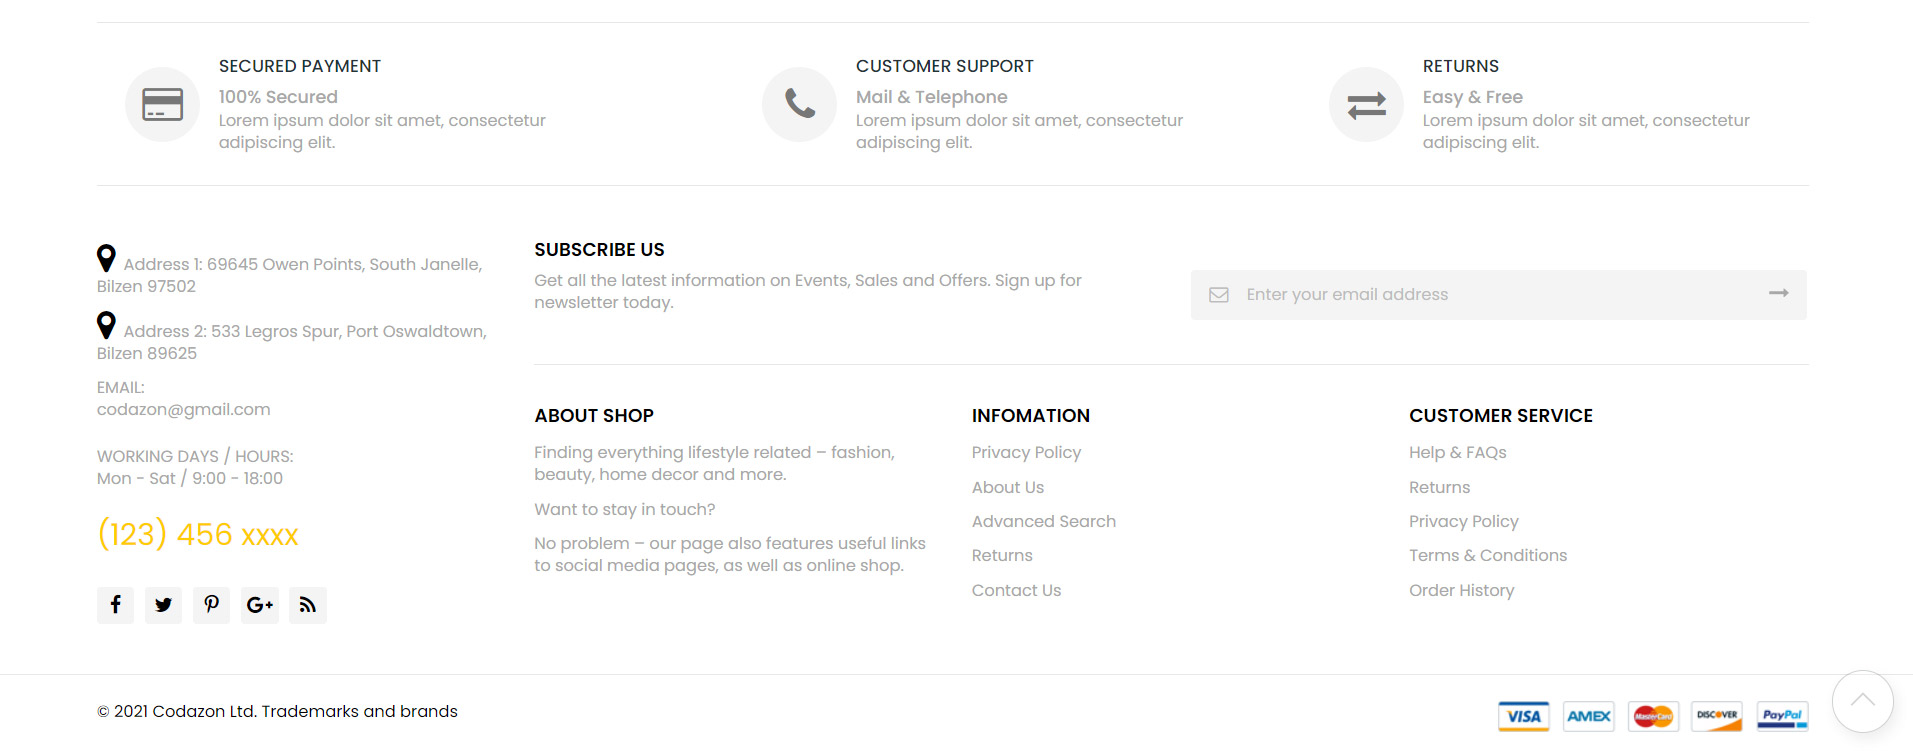 SECURED PAYMENT
100% Secured
Lorem ipsum dolor sit amet, consectetur
adipiscing elit.
CUSTOMER SUPPORT
Mail & Telephone
Lorem ipsum dolor sit amet, consectetur
adipiscing elit.
RETURNS
Easy & Free
Lorem ipsum dolor sit amet, consectetur
adipiscing elit.
Address 1: 69645 Owen Points, South Janelle,
Bilzen 97502
Address 2: 533 Legros Spur, Port Oswaldtown,
Bilzen 89625
EMAIL:
codazon@gmail.com
WORKING DAYS / HOURS:
Mon - Sat / 9:00 - 18:00
(123) 456 xxxx
SUBSCRIBE US
Get all the latest information on Events, Sales and Offers. Sign up for
newsletter today.
Enter your email address
ABOUT SHOP
Finding everything lifestyle related – fashion,
beauty, home decor and more.
Want to stay in touch?
No problem – our page also features useful links
to social media pages, as well as online shop.
INFOMATION
Privacy Policy
About Us
Advanced Search
Returns
Contact Us
CUSTOMER SERVICE
Help & FAQs
Returns
Privacy Policy
Terms & Conditions
Order History
© 2021 Codazon Ltd. Trademarks and brands
VISA
AMEX
MasterCard
DISCOVER
PayPal